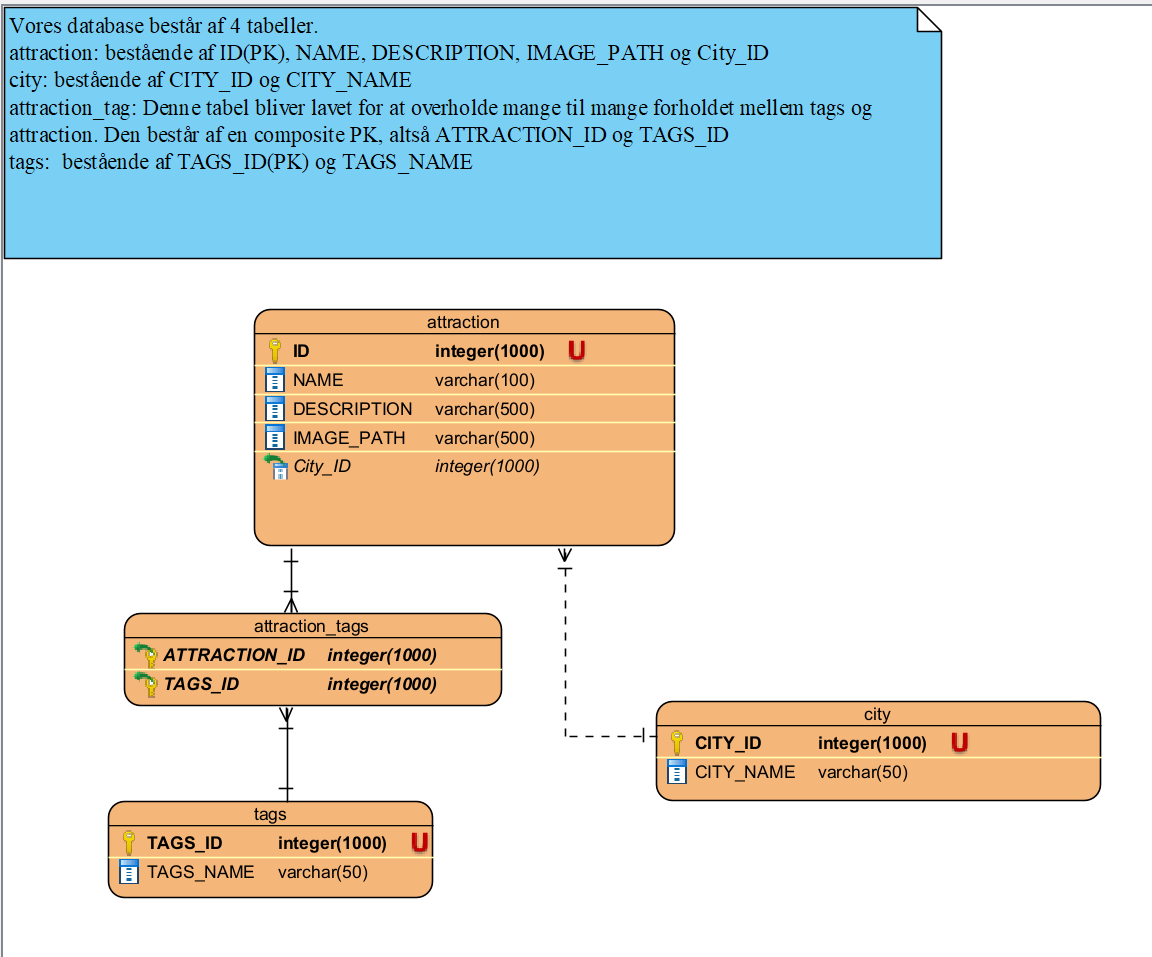 Vores database består af 4 tabeller.
attraction: bestående af ID(PK), NAME, DESCRIPTION, IMAGE_PATH og City_ID
city: bestående af CITY_ID og CITY_NAME
attraction_tag: Denne tabel bliver lavet for at overholde mange til mange forholdet mellem tags og
attraction. Den består af en composite PK, altså ATTRACTION_ID og TAGS_ID
tags:  bestående af TAGS_ID(PK) og TAGS_NAME
attraction
ID integer(1000) U
NAME varchar(100)
DESCRIPTION varchar(500)
IMAGE_PATH varchar(500)
City_ID integer(1000)
attraction_tags
ATTRACTION_ID integer(1000)
TAGS_ID integer(1000)
city
CITY_ID integer(1000) U
CITY_NAME varchar(50)
tags
TAGS_ID integer(1000) U
TAGS_NAME varchar(50)